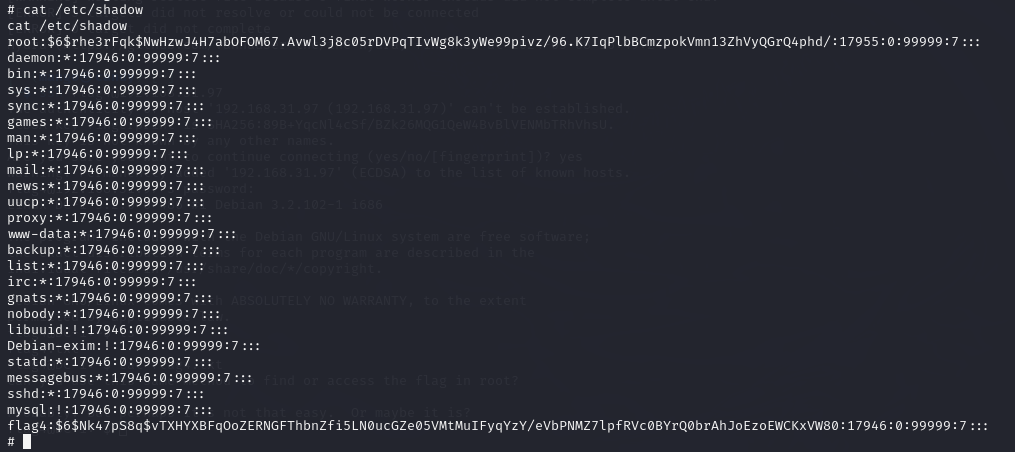 # cat /etc/shadow
cat /etc/shadow
root:$6$rhe3rFqk$NwHzwJ4H7abOFOM67.Avwl3j8c05rDVPqTIvWg8k3yWe99pivz/96.K7IqPlbBCmzpokVmn13ZhVyQGrQ4phd/:17955:0:99999:7:::
daemon:*:17946:0:99999:7:::
bin:*:17946:0:99999:7:::
sys:*:17946:0:99999:7:::
sync:*:17946:0:99999:7:::
games:*:17946:0:99999:7:::
man:*:17946:0:99999:7:::
lp:*:17946:0:99999:7:::
mail:*:17946:0:99999:7:::
news:*:17946:0:99999:7:::
uucp:*:17946:0:99999:7:::
proxy:*:17946:0:99999:7:::
www-data:*:17946:0:99999:7:::
backup:*:17946:0:99999:7:::
list:*:17946:0:99999:7:::
irc:*:17946:0:99999:7:::
gnats:*:17946:0:99999:7:::
nobody:*:17946:0:99999:7:::
libuuid:!:17946:0:99999:7:::
Debian-exim:!:17946:0:99999:7:::
statd:*:17946:0:99999:7:::
messagebus:*:17946:0:99999:7:::
sshd:*:17946:0:99999:7:::
mysql:!:17946:0:99999:7:::
flag4:$6$Nk47pS8q$vTXHYXBFqOoZERNGFThbnZfi5LN0ucGZe05VMtMuIFyqYzY/eVbPNMZ7lpfRVc0BYrQ0brAhJoEzoEWCKxVW80:17946:0:99999:7:::
#